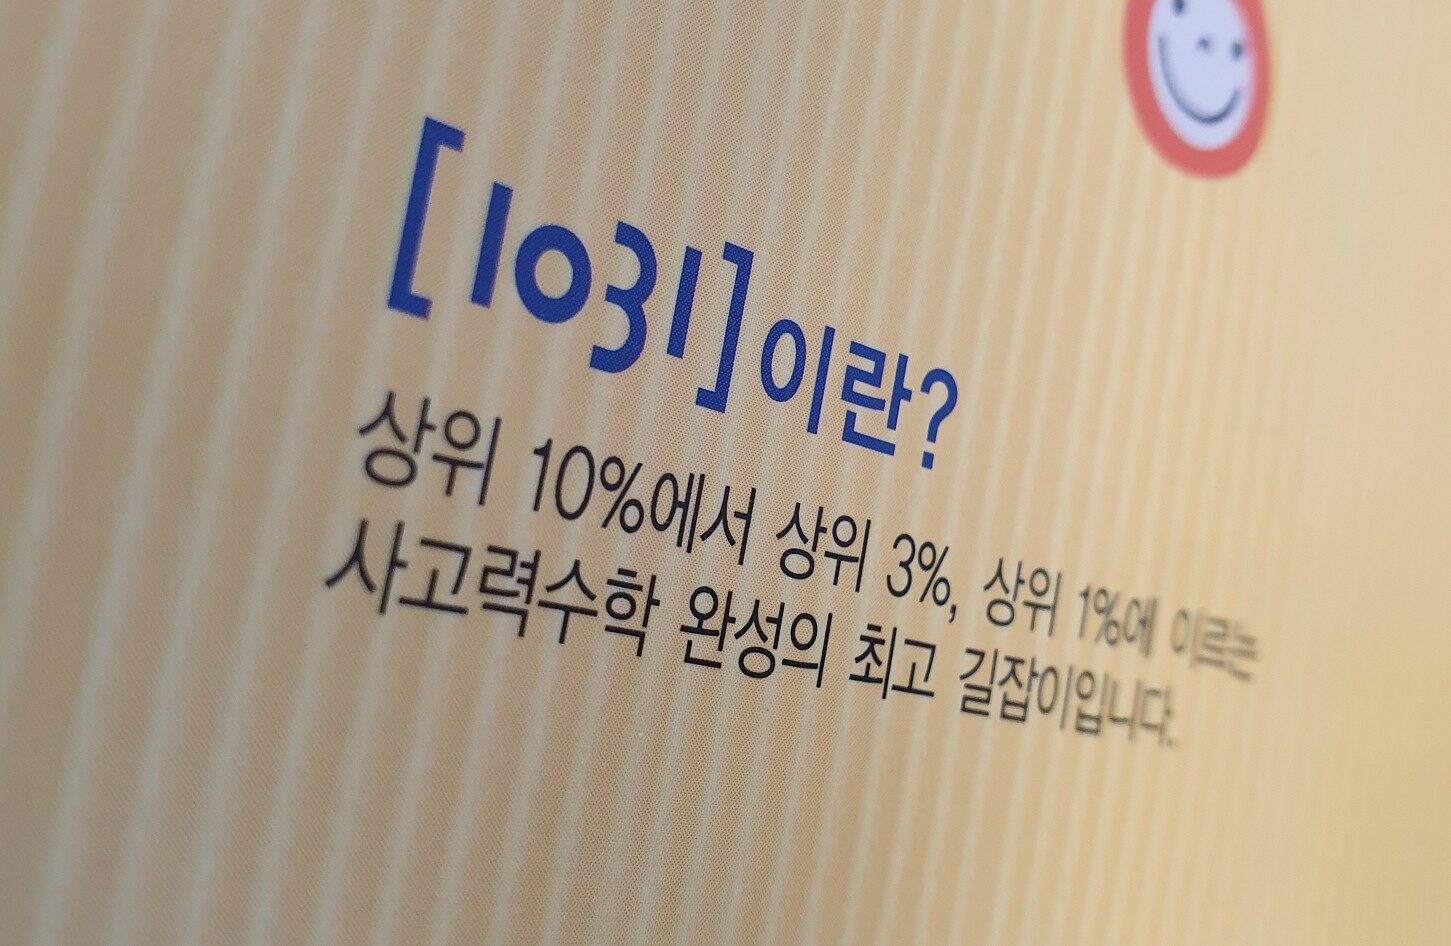 [1031]이란?
상위 10%에서 상위 3%, 상위 1%에 이르는
사고력수학 완성의 최고 길잡이입니다.